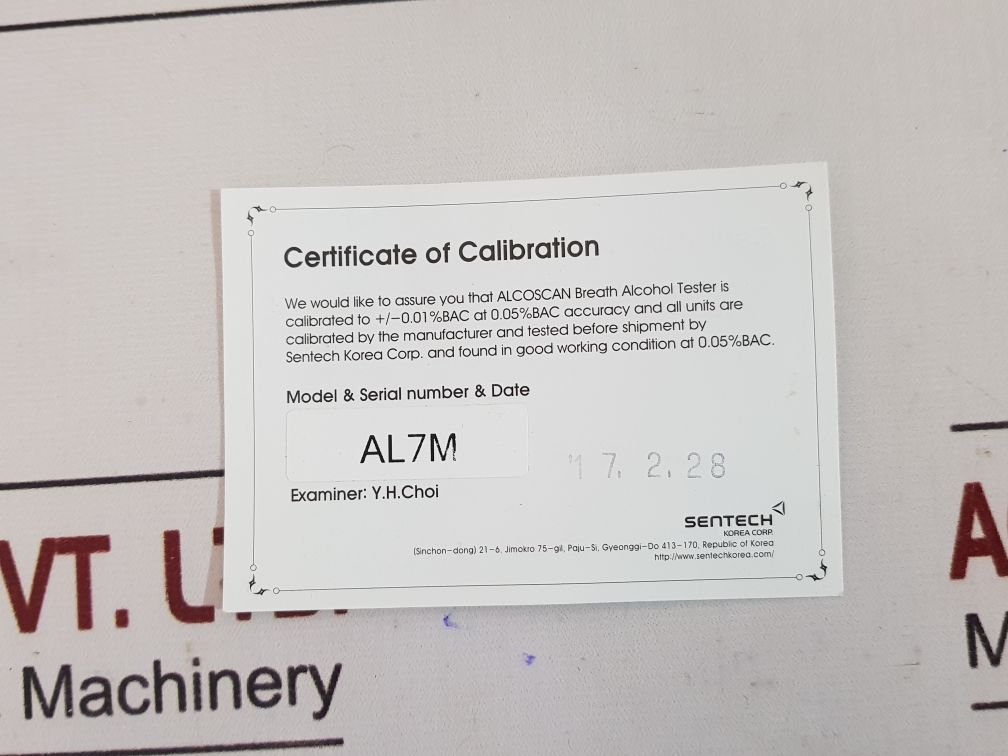 Certificate of Calibration
We would like to assure you that ALCOSCAN Breath Alcohol Tester is
calibrated to +/-0.01%BAC at 0.05%BAC accuracy and all units are
calibrated by the manufacturer and tested before shipment by
Sentech Korea Corp. and found in good working condition at 0.05%BAC.
Model & Serial number & Date
AL7M
'17. 2. 28
Examiner: Y.H.Choi
SENTECH
KOREA CORP.
(Sinchon-dong) 21-6, Jimokro 75-gil, Paju-Si, Gyeonggi-Do 413-170, Republic of Korea
http://www.sentechkorea.com/
VT. LTD.
Machinery
A
M